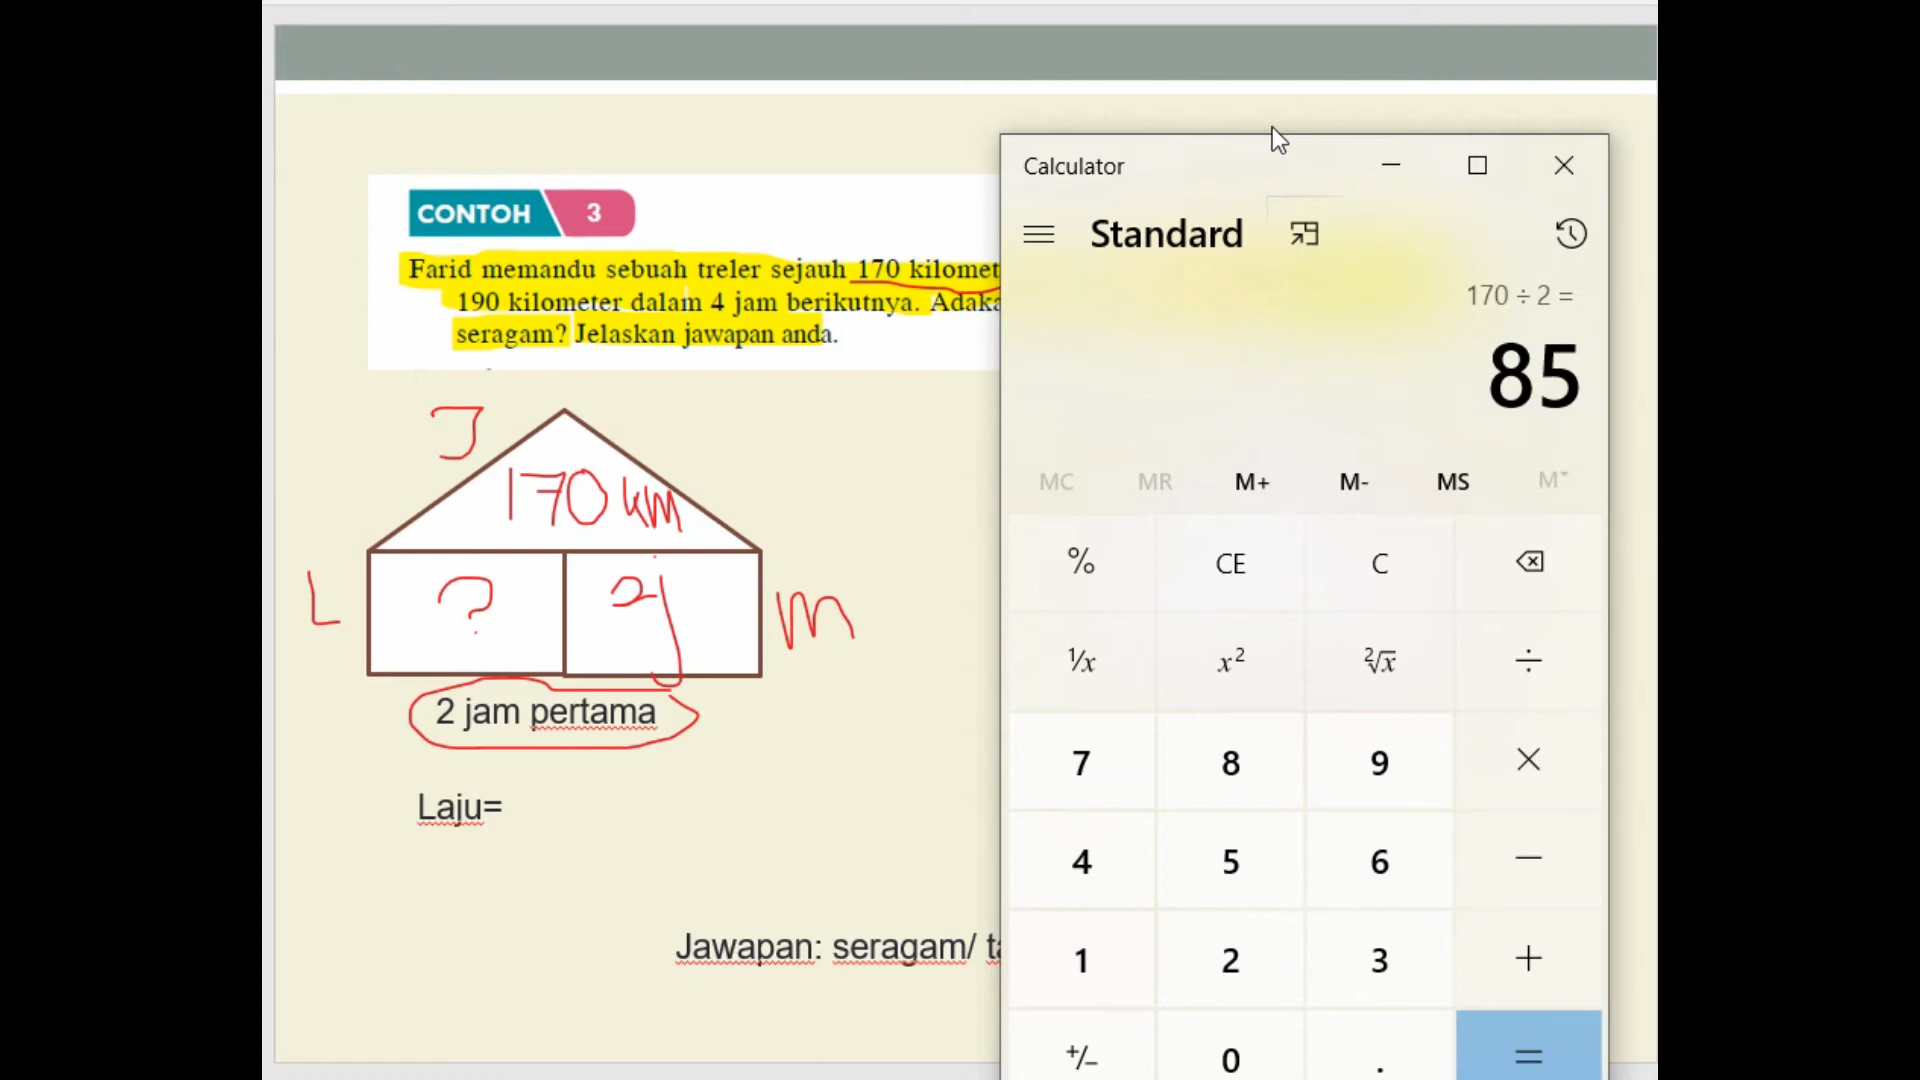 CONTOH 3
Farid memandu sebuah treler sejauh 170 kilomet
190 kilometer dalam 4 jam berikutnya. Adaka
seragam? Jelaskan jawapan anda.
J
170 km
L ? 2j m
2 jam pertama
Laju=
Jawapan: seragam/ ta
Calculator
Standard
170 ÷ 2 =
85
MC MR M+ M- MS M˅
% CE C
¹/x x² ²√x ÷
7 8 9 ×
4 5 6 −
1 2 3 +
+/− 0 . =